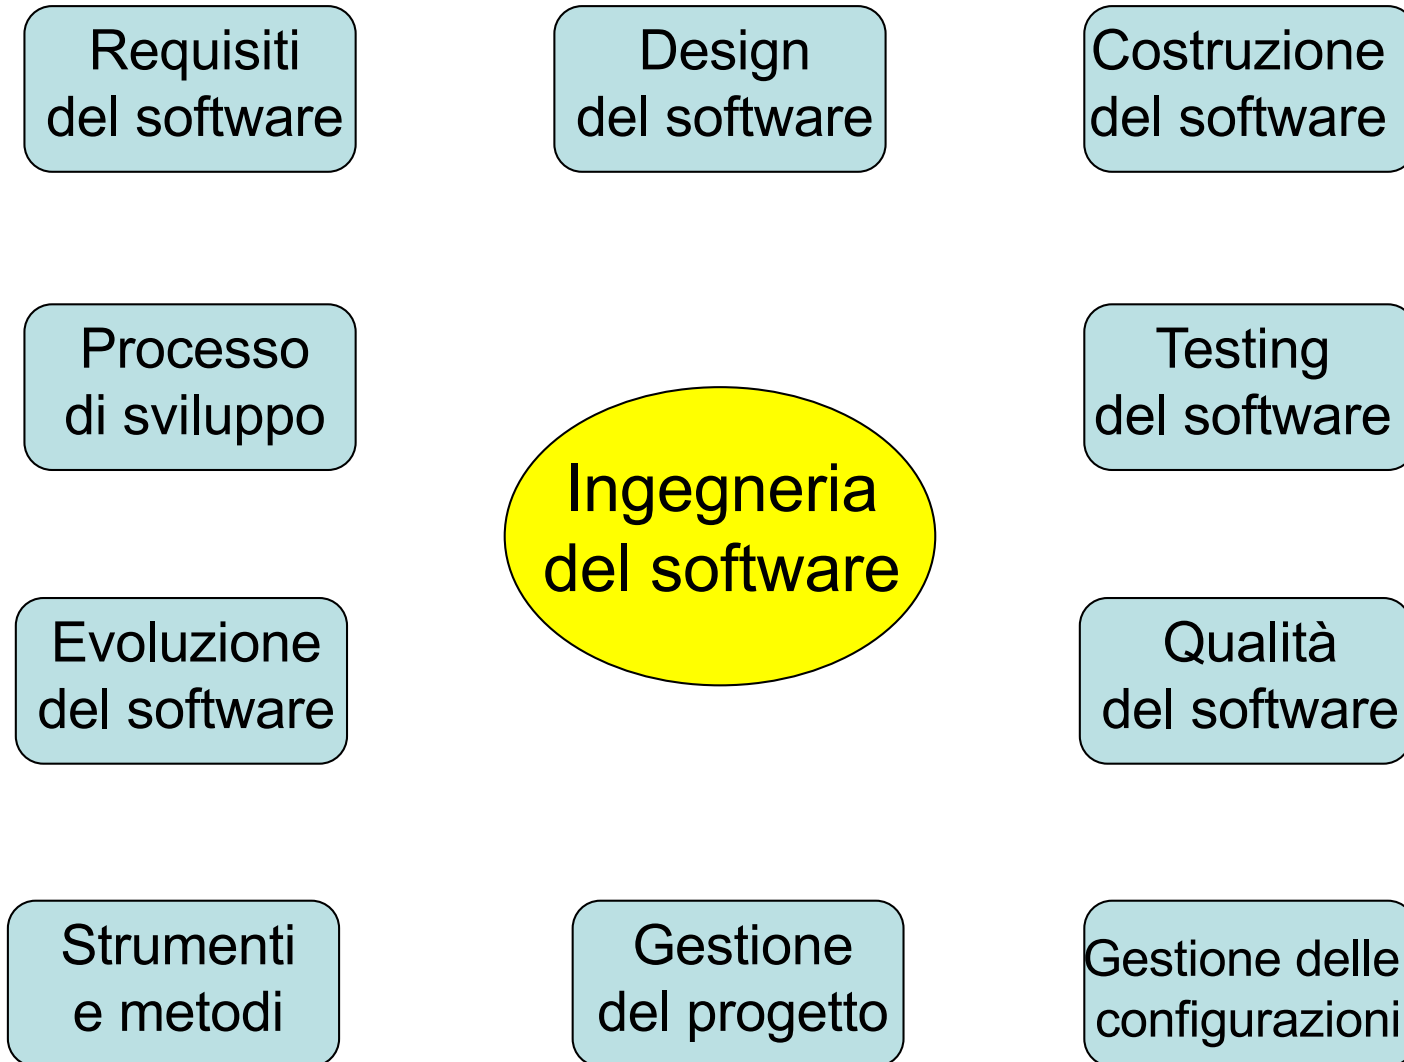 Requisiti
del software
Design
del software
Costruzione
del software
Processo
di sviluppo
Testing
del software
Ingegneria
del software
Evoluzione
del software
Qualità
del software
Strumenti
e metodi
Gestione
del progetto
Gestione delle
configurazioni